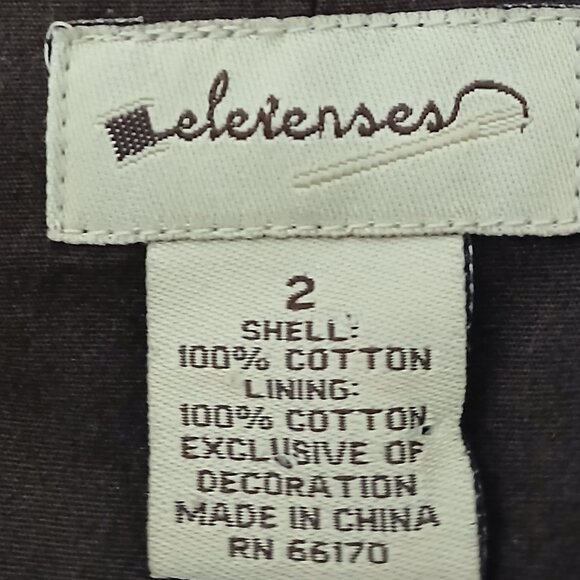 elevenses
2
SHELL:
100% COTTON
LINING:
100% COTTON
EXCLUSIVE OF
DECORATION
MADE IN CHINA
RN 66170